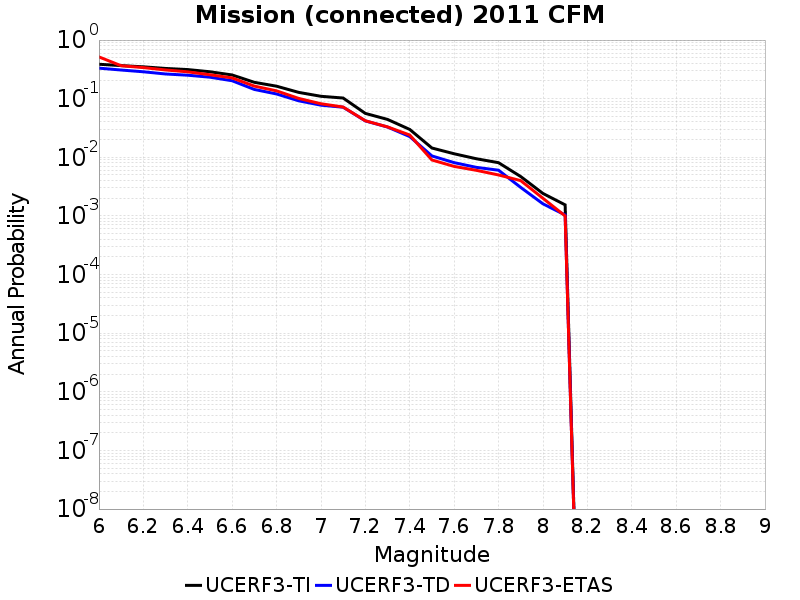 Mission (connected) 2011 CFM
Annual Probability
10^0
10^-1
10^-2
10^-3
10^-4
10^-5
10^-6
10^-7
10^-8
6 6.2 6.4 6.6 6.8 7 7.2 7.4 7.6 7.8 8 8.2 8.4 8.6 8.8 9
Magnitude
UCERF3-TI UCERF3-TD UCERF3-ETAS